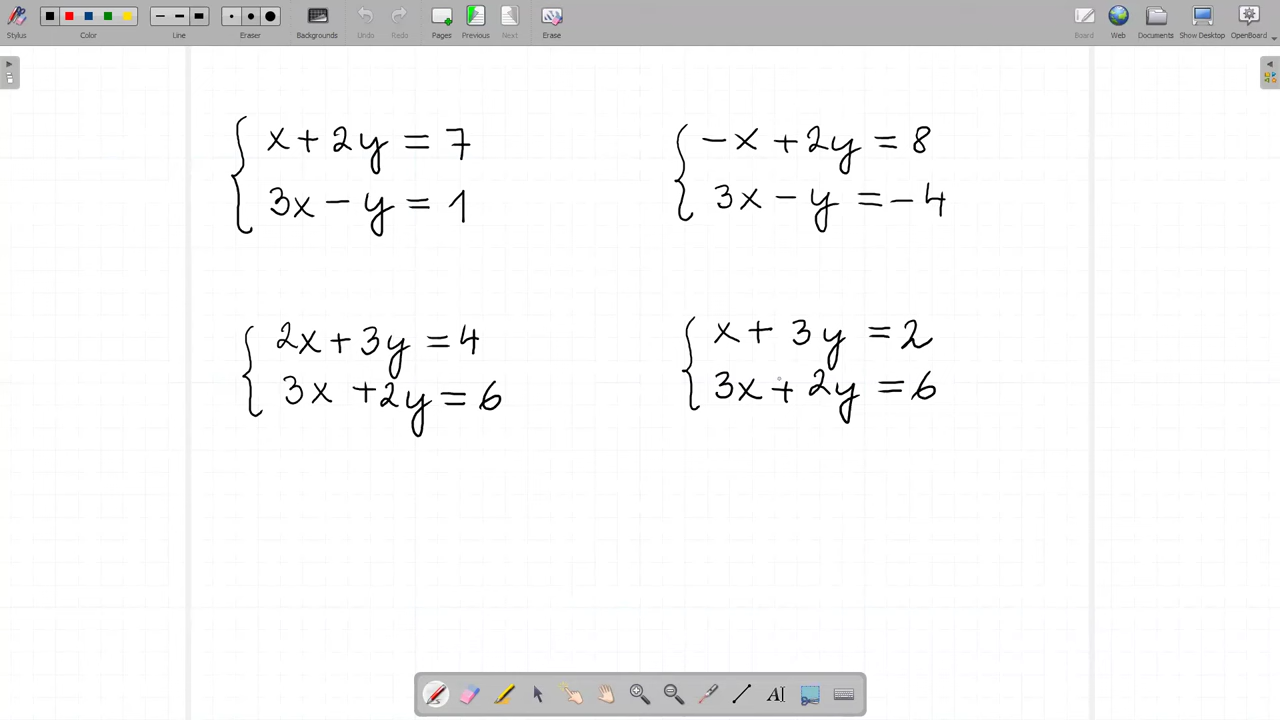 Stylus Color Line Eraser Backgrounds Undo Redo Pages Previous Next Erase Board Web Documents Show Desktop OpenBoard
x + 2y = 7
3x - y = 1
-x + 2y = 8
3x - y = -4
2x + 3y = 4
3x + 2y = 6
x + 3y = 2
3x + 2y = 6
AI